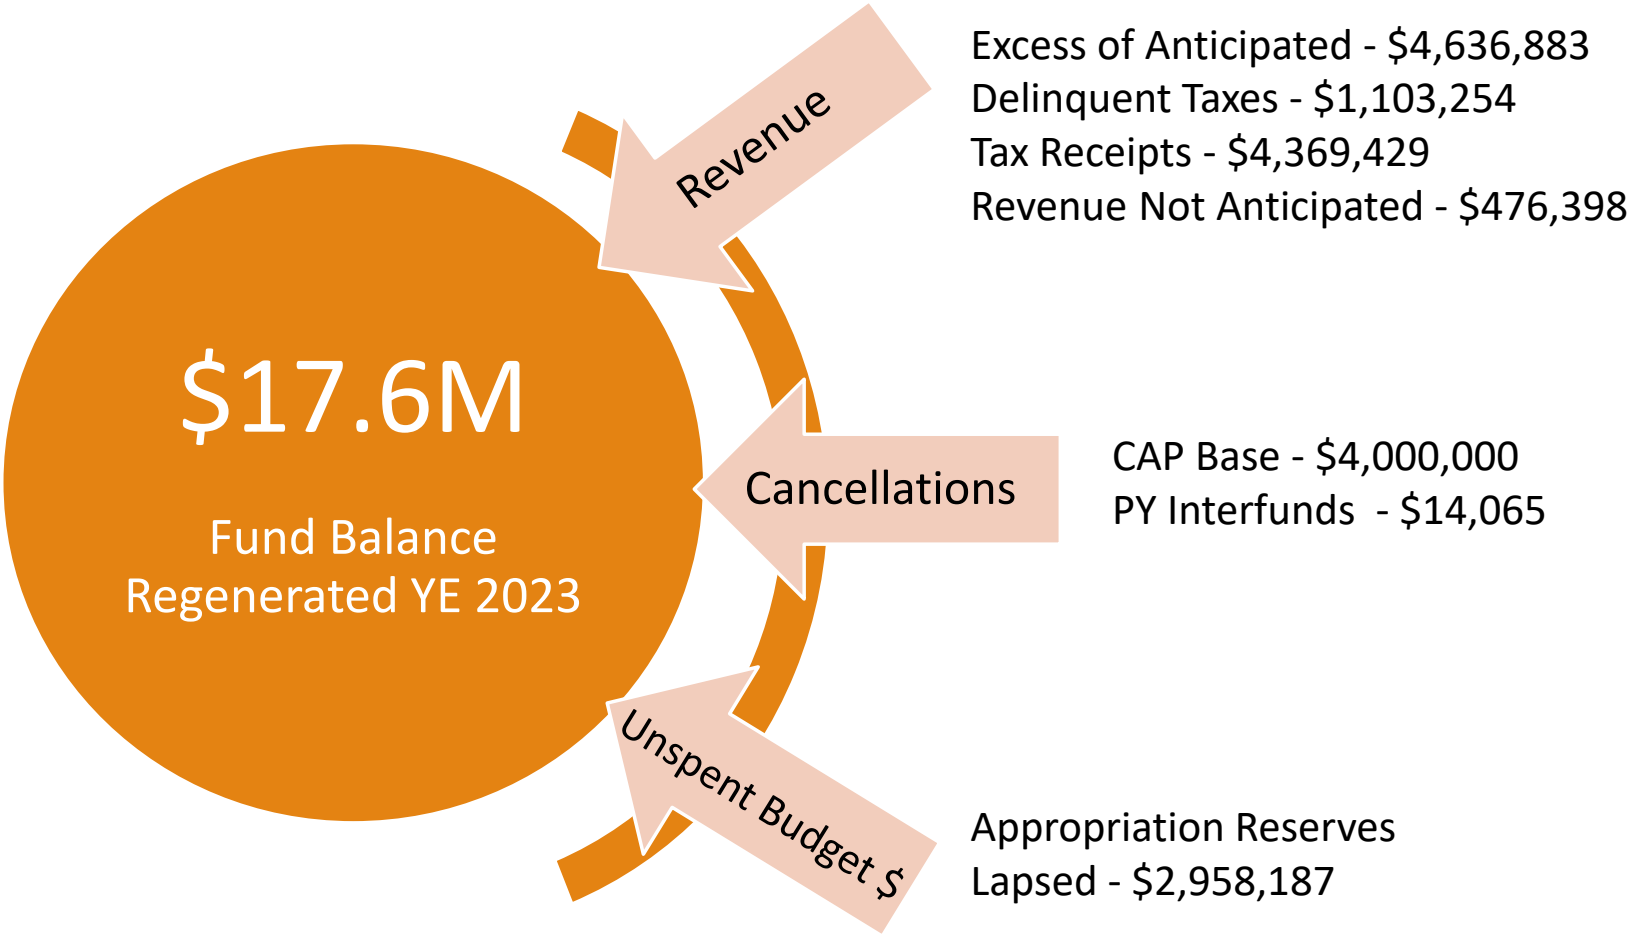 Excess of Anticipated - $4,636,883
Delinquent Taxes - $1,103,254
Tax Receipts - $4,369,429
Revenue Not Anticipated - $476,398
Revenue
$17.6M
Fund Balance
Regenerated YE 2023
Cancellations
CAP Base - $4,000,000
PY Interfunds  - $14,065
Unspent Budget $
Appropriation Reserves
Lapsed - $2,958,187